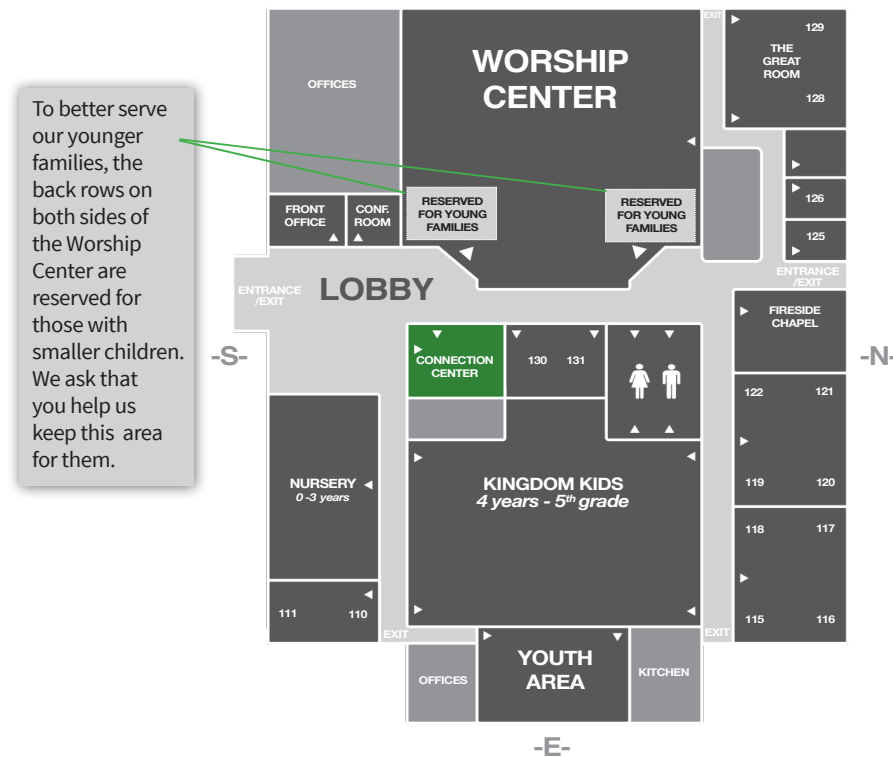 To better serve
our younger
families, the
back rows on
both sides of
the Worship
Center are
reserved for
those with
smaller children.
We ask that
you help us
keep this area
for them.
OFFICES
WORSHIP
CENTER
EXIT
129
THE
GREAT
ROOM
128
126
125
FRONT
OFFICE
CONF.
ROOM
RESERVED
FOR YOUNG
FAMILIES
RESERVED
FOR YOUNG
FAMILIES
ENTRANCE
/EXIT
LOBBY
ENTRANCE
/EXIT
FIRESIDE
CHAPEL
-S-
CONNECTION
CENTER
130 131
-N-
122 121
119 120
NURSERY
0-3 years
KINGDOM KIDS
4 years - 5th grade
118 117
115 116
111 110
EXIT
EXIT
OFFICES
YOUTH
AREA
KITCHEN
-E-